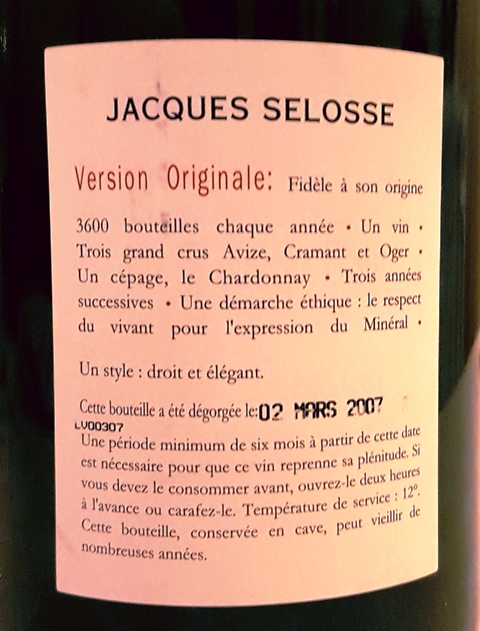 JACQUES SELOSSE
Version Originale: Fidèle à son origine
3600 bouteilles chaque année • Un vin •
Trois grand crus Avize, Cramant et Oger •
Un cépage, le Chardonnay • Trois années
successives • Une démarche éthique : le respect
du vivant pour l'expression du Minéral •
Un style : droit et élégant.
Cette bouteille a été dégorgée le: 02 MARS 2007
LV00307
Une période minimum de six mois à partir de cette date
est nécessaire pour que ce vin reprenne sa plénitude. Si
vous devez le consommer avant, ouvrez-le deux heures
à l'avance ou carafez-le. Température de service : 12°.
Cette bouteille, conservée en cave, peut vieillir de
nombreuses années.